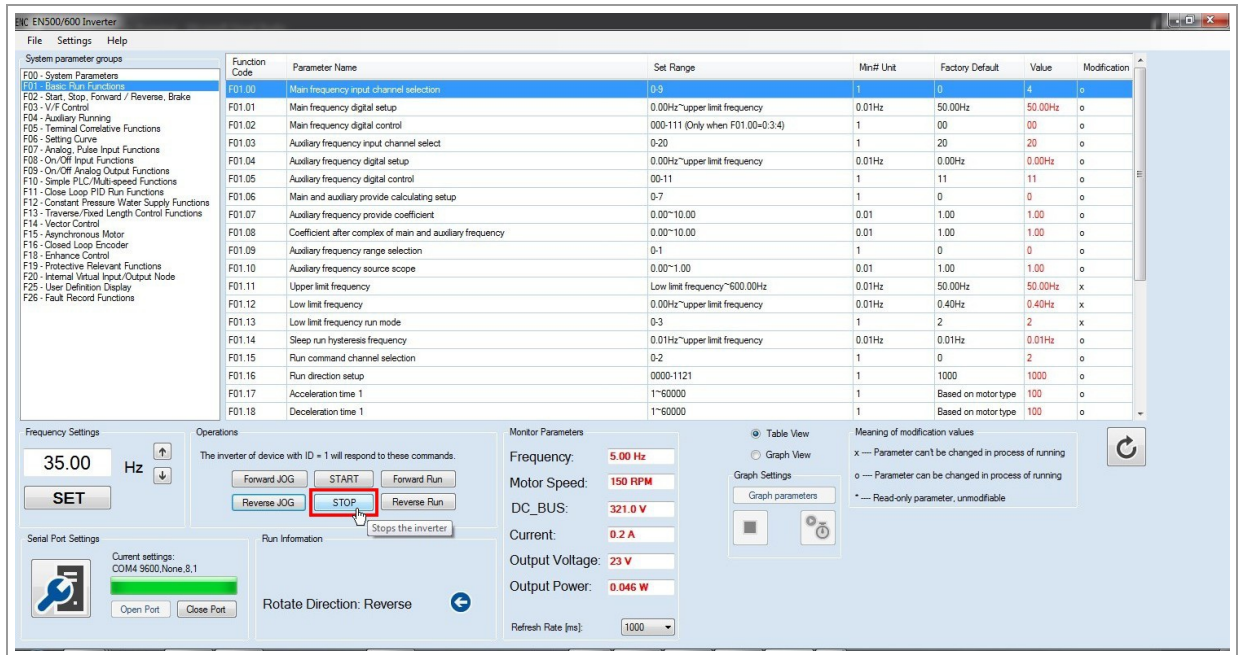 ENC EN500/600 Inverter
File Settings Help
System parameter groups
F00 - System Parameters
F01 - Basic Run Functions
F02 - Start, Stop, Forward / Reverse, Brake
F03 - V/F Control
F04 - Auxiliary Running
F05 - Terminal Correlative Functions
F06 - Setting Curve
F07 - Analog, Pulse Input Functions
F08 - On/Off Input Functions
F09 - On/Off Analog Output Functions
F10 - Simple PLC/Multi-speed Functions
F11 - Close Loop PID Run Functions
F12 - Constant Pressure Water Supply Functions
F13 - Traverse/Fixed Length Control Functions
F14 - Vector Control
F15 - Asynchronous Motor
F16 - Closed Loop Encoder
F18 - Enhance Control
F19 - Protective Relevant Functions
F20 - Internal Virtual Input/Output Node
F25 - User Definition Display
F26 - Fault Record Functions
Function Code Parameter Name Set Range Min# Unit Factory Default Value Modification
F01.00 Main frequency input channel selection 0-9 1 0 4 o
F01.01 Main frequency digital setup 0.00Hz~upper limit frequency 0.01Hz 50.00Hz 50.00Hz o
F01.02 Main frequency digital control 000-111 (Only when F01.00=0:3:4) 1 00 00 o
F01.03 Auxiliary frequency input channel select 0-20 1 20 20 o
F01.04 Auxiliary frequency digital setup 0.00Hz~upper limit frequency 0.01Hz 0.00Hz 0.00Hz o
F01.05 Auxiliary frequency digital control 00-11 1 11 11 o
F01.06 Main and auxiliary provide calculating setup 0-7 1 0 0 o
F01.07 Auxiliary frequency provide coefficient 0.00~10.00 0.01 1.00 1.00 o
F01.08 Coefficient after complex of main and auxiliary frequency 0.00~10.00 0.01 1.00 1.00 o
F01.09 Auxiliary frequency range selection 0-1 1 0 0 o
F01.10 Auxiliary frequency source scope 0.00~1.00 0.01 1.00 1.00 o
F01.11 Upper limit frequency Low limit frequency~600.00Hz 0.01Hz 50.00Hz 50.00Hz x
F01.12 Low limit frequency 0.00Hz~upper limit frequency 0.01Hz 0.40Hz 0.40Hz x
F01.13 Low limit frequency run mode 0-3 1 2 2 x
F01.14 Sleep run hysteresis frequency 0.01Hz~upper limit frequency 0.01Hz 0.01Hz 0.01Hz o
F01.15 Run command channel selection 0-2 1 0 2 o
F01.16 Run direction setup 0000-1121 1 1000 1000 o
F01.17 Acceleration time 1 1~60000 1 Based on motor type 100 o
F01.18 Deceleration time 1 1~60000 1 Based on motor type 100 o
Frequency Settings
35.00 Hz
SET
Operations
The inverter of device with ID = 1 will respond to these commands.
Forward JOG START Forward Run
Reverse JOG STOP Reverse Run
Stops the inverter
Serial Port Settings
Current settings:
COM4 9600,None,8,1
Open Port Close Port
Run Information
Rotate Direction: Reverse
Monitor Parameters
Frequency: 5.00 Hz
Motor Speed: 150 RPM
DC_BUS: 321.0 V
Current: 0.2 A
Output Voltage: 23 V
Output Power: 0.046 W
Refresh Rate [ms]: 1000
Table View
Graph View
Graph Settings
Graph parameters
Meaning of modification values
x --- Parameter can't be changed in process of running
o --- Parameter can be changed in process of running
* --- Read-only parameter, unmodifiable